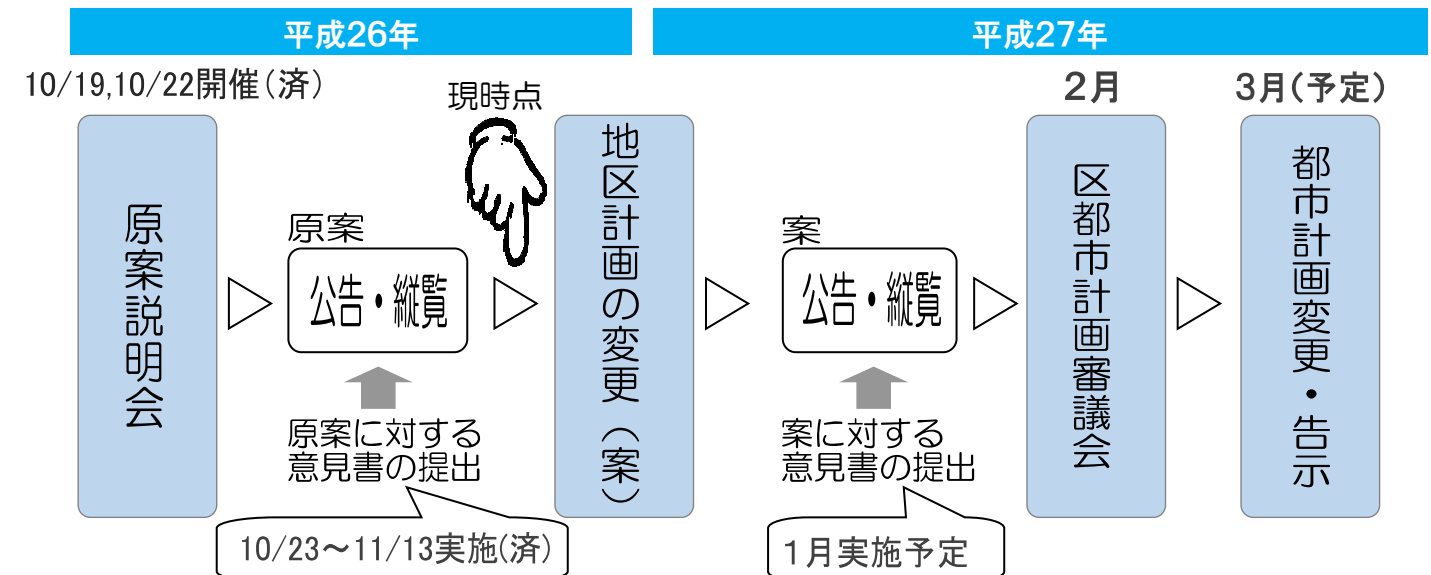 平成26年
平成27年
10/19,10/22開催(済)
現時点
2月
3月(予定)
原案説明会
原案
公告・縦覧
原案に対する
意見書の提出
10/23～11/13実施(済)
地区計画の変更(案)
案
公告・縦覧
案に対する
意見書の提出
1月実施予定
区都市計画審議会
都市計画変更・告示